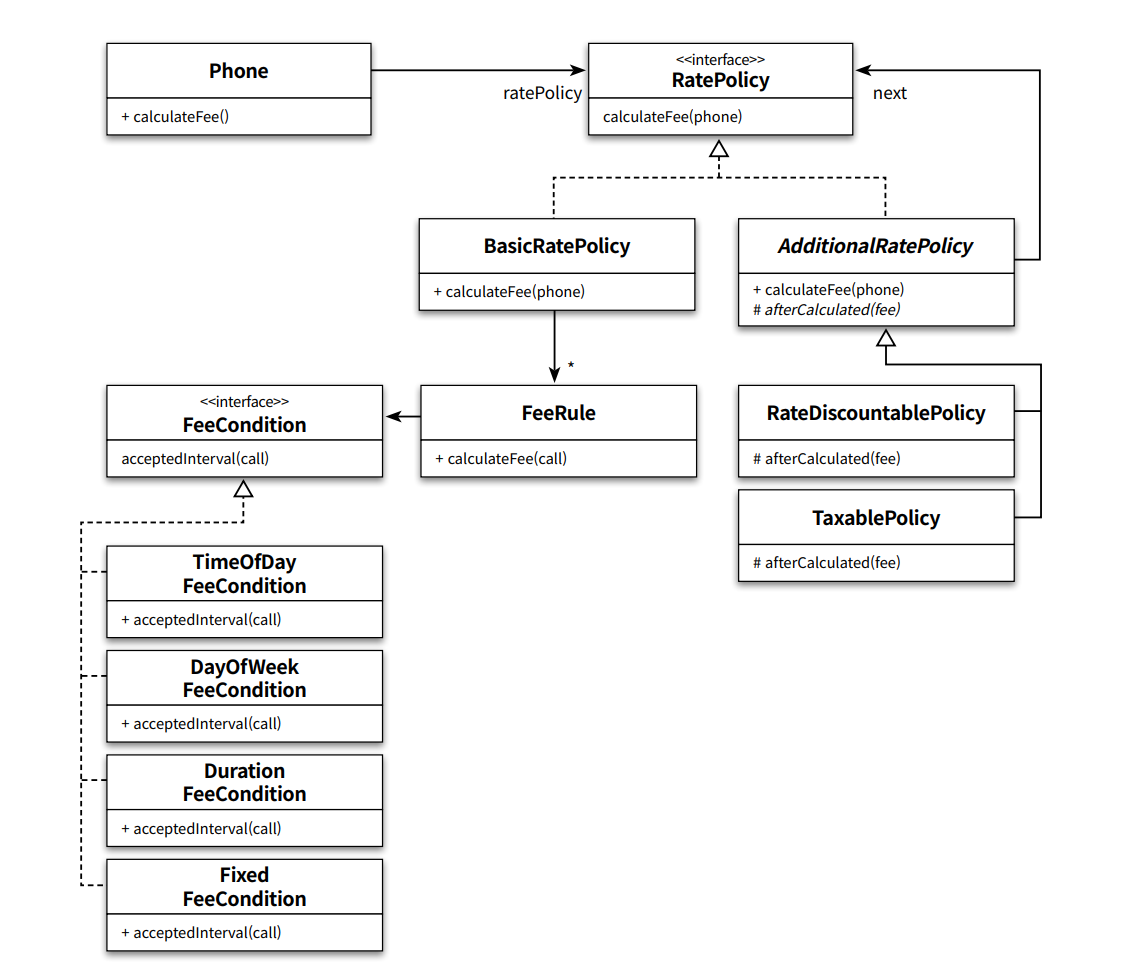 Phone
+ calculateFee()
ratePolicy
<<interface>>
RatePolicy
calculateFee(phone)
next
BasicRatePolicy
+ calculateFee(phone)
AdditionalRatePolicy
+ calculateFee(phone)
# afterCalculated(fee)
*
<<interface>>
FeeCondition
acceptedInterval(call)
FeeRule
+ calculateFee(call)
RateDiscountablePolicy
# afterCalculated(fee)
TaxablePolicy
# afterCalculated(fee)
TimeOfDay
FeeCondition
+ acceptedInterval(call)
DayOfWeek
FeeCondition
+ acceptedInterval(call)
Duration
FeeCondition
+ acceptedInterval(call)
Fixed
FeeCondition
+ acceptedInterval(call)